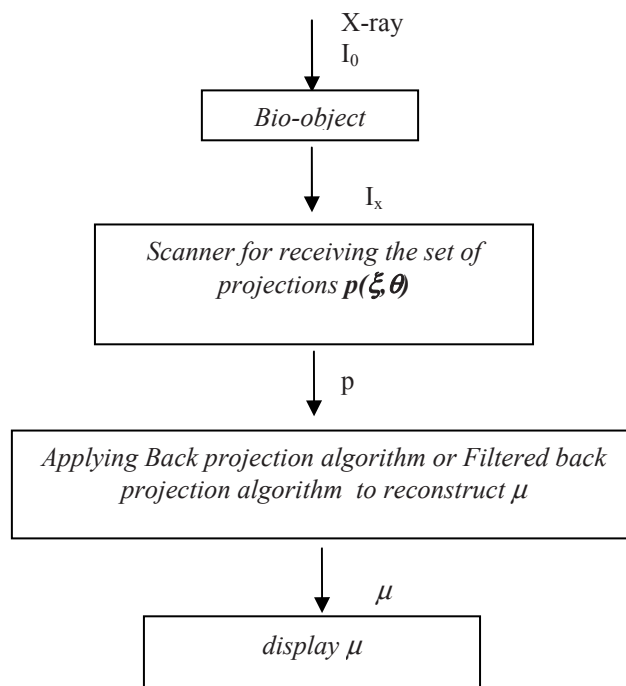 X-ray
I₀
Bio-object
Iₓ
Scanner for receiving the set of
projections p(ξ,θ)
p
Applying Back projection algorithm or Filtered back
projection algorithm to reconstruct μ
μ
display μ